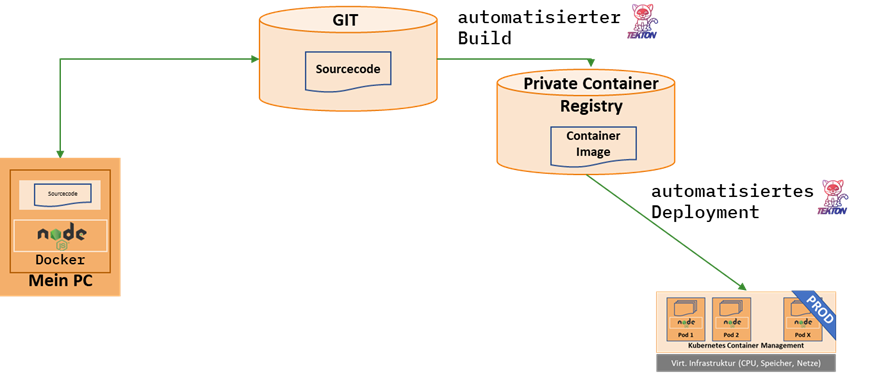 GIT
Sourcecode
automatisierter
Build
TEKTON
Private Container
Registry
Container
Image
automatisiertes
Deployment
TEKTON
Sourcecode
node
JS
Docker
Mein PC
PROD
node
node
node
Pod 1
Pod 2
Pod X
Kubernetes Container Management
Virt. Infrastruktur (CPU, Speicher, Netze)